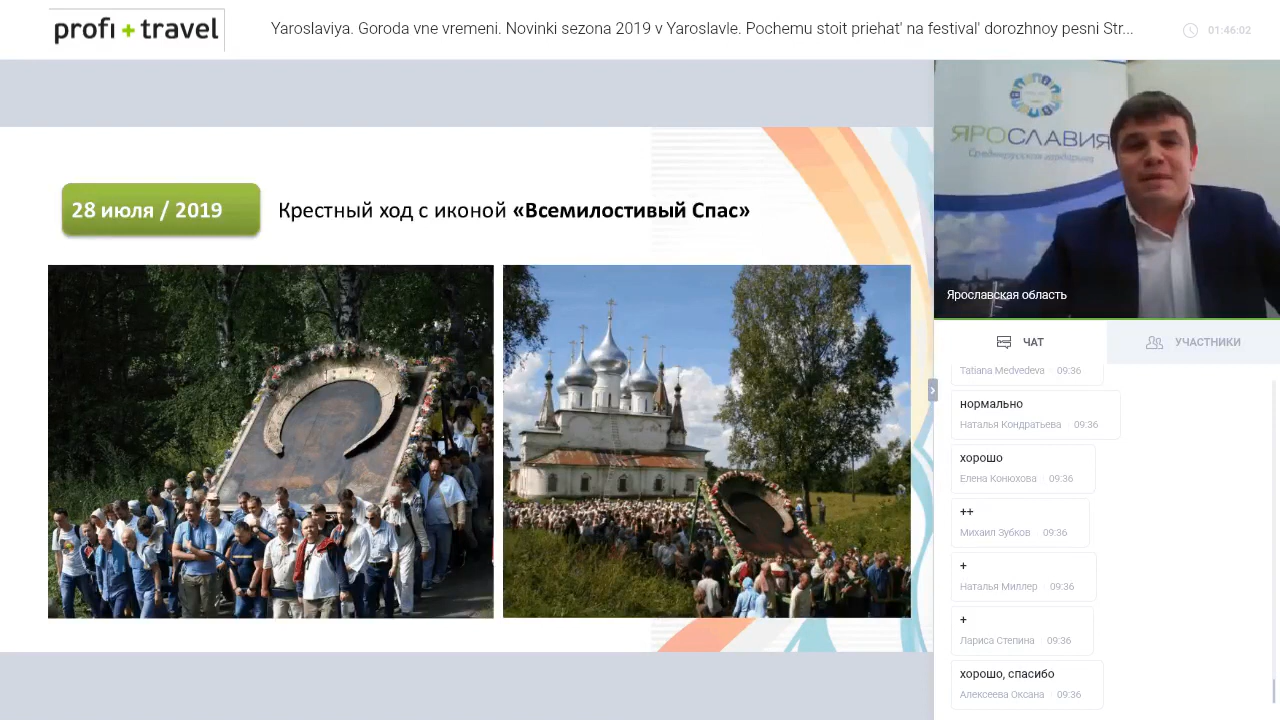 profi + travel
Yaroslaviya. Goroda vne vremeni. Novinki sezona 2019 v Yaroslavle. Pochemu stoit priehat' na festival' dorozhnoy pesni Str...
01:46:02
28 июля / 2019
Крестный ход с иконой «Всемилостивый Спас»
ЯРОСЛАВИЯ
Ярославская область
ЧАТ
УЧАСТНИКИ
Tatiana Medvedeva 09:36
нормально
Наталья Кондратьева 09:36
хорошо
Елена Конюхова 09:36
++
Михаил Зубков 09:36
+
Наталья Миллер 09:36
+
Лариса Степина 09:36
хорошо, спасибо
Алексеева Оксана 09:36